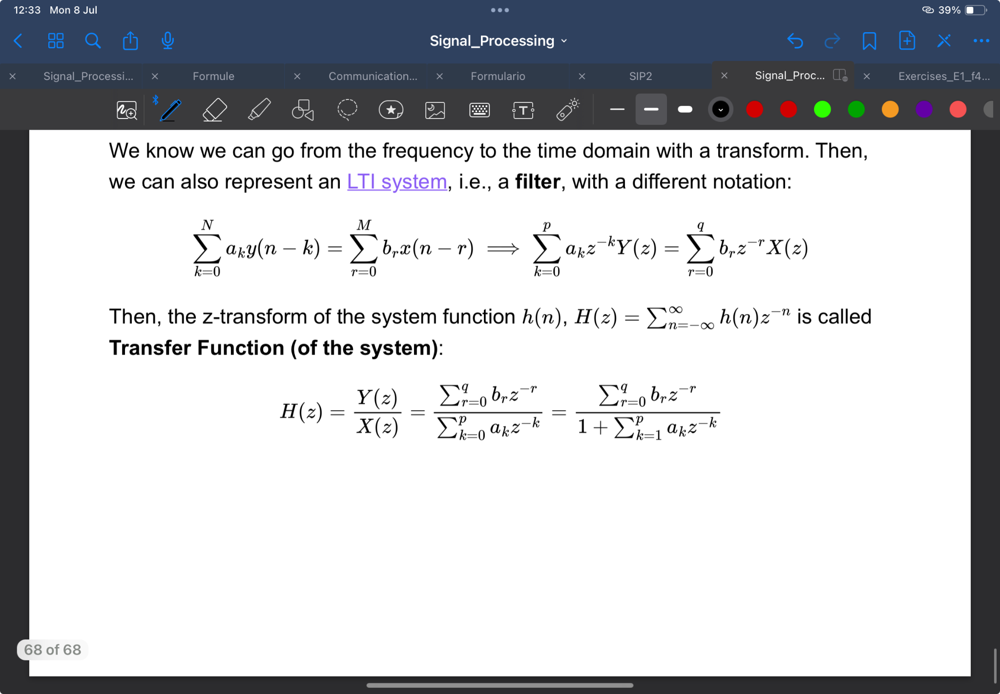 12:33 Mon 8 Jul
39%
Signal_Processing
Signal_Processi...
Formule
Communication...
Formulario
SIP2
Signal_Proc...
Exercises_E1_f4...
We know we can go from the frequency to the time domain with a transform. Then,
we can also represent an LTI system, i.e., a filter, with a different notation:
\sum_{k=0}^{N} a_k y(n − k) = \sum_{r=0}^{M} b_r x(n − r) ⟹ \sum_{k=0}^{p} a_k z^{−k} Y(z) = \sum_{r=0}^{q} b_r z^{−r} X(z)
Then, the z-transform of the system function h(n), H(z) = \sum_{n=−∞}^{∞} h(n)z^{−n} is called
Transfer Function (of the system):
H(z) = \frac{Y(z)}{X(z)} = \frac{\sum_{r=0}^{q} b_r z^{−r}}{\sum_{k=0}^{p} a_k z^{−k}} = \frac{\sum_{r=0}^{q} b_r z^{−r}}{1 + \sum_{k=1}^{p} a_k z^{−k}}
68 of 68